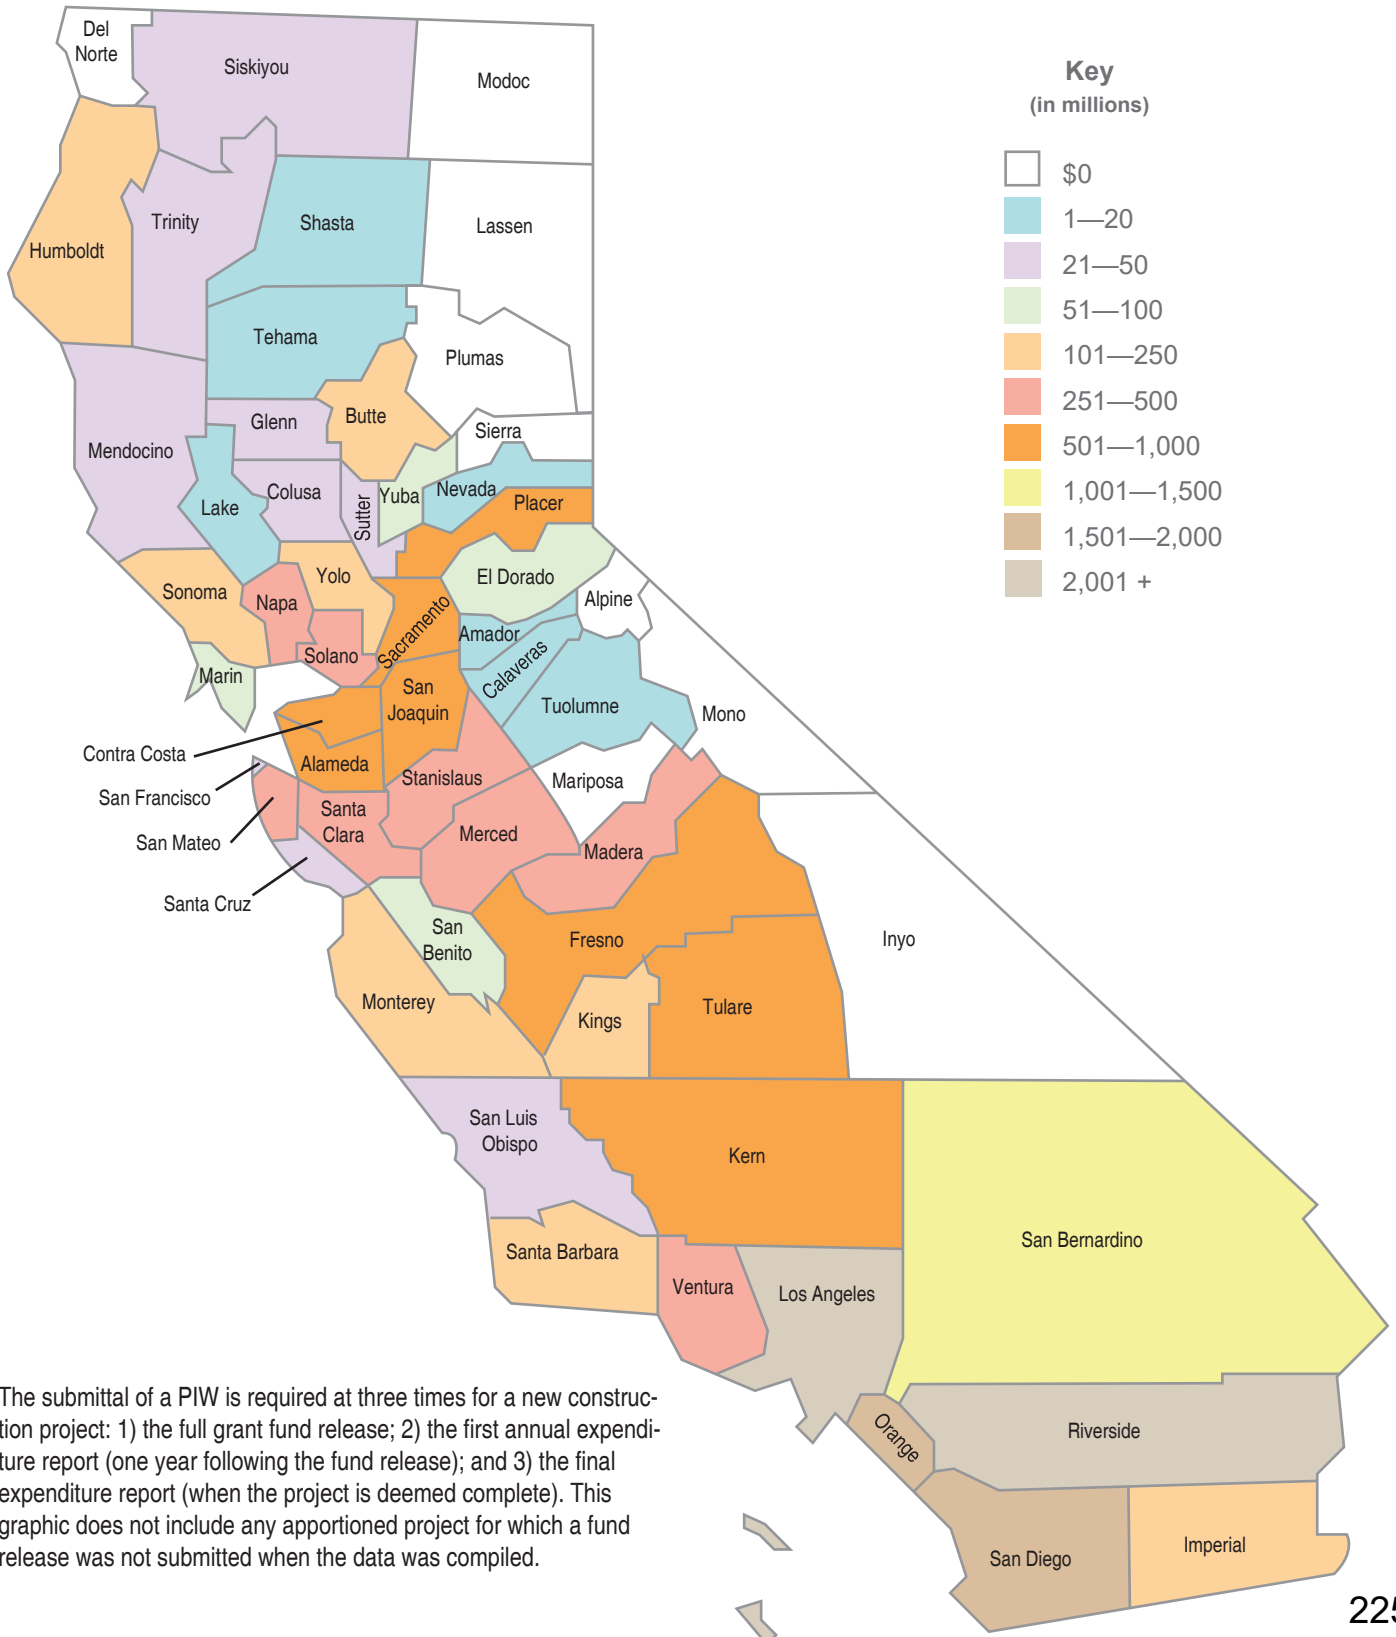 Del
Norte
Siskiyou
Modoc
Key
(in millions)
$0
1—20
21—50
51—100
101—250
251—500
501—1,000
1,001—1,500
1,501—2,000
2,001 +
Humboldt
Trinity
Shasta
Lassen
Tehama
Plumas
Mendocino
Glenn
Butte
Sierra
Lake
Colusa
Sutter
Yuba
Nevada
Placer
Sonoma
Napa
Yolo
El Dorado
Alpine
Sacramento
Amador
Marin
Solano
Calaveras
San
Joaquin
Tuolumne
Mono
Contra Costa
Alameda
Stanislaus
Mariposa
San Francisco
San Mateo
Santa
Clara
Merced
Madera
Santa Cruz
San
Benito
Fresno
Inyo
Monterey
Kings
Tulare
San Luis
Obispo
Kern
San Bernardino
Santa Barbara
Ventura
Los Angeles
Orange
Riverside
San Diego
Imperial
The submittal of a PIW is required at three times for a new construc-
tion project: 1) the full grant fund release; 2) the first annual expendi-
ture report (one year following the fund release); and 3) the final
expenditure report (when the project is deemed complete). This
graphic does not include any apportioned project for which a fund
release was not submitted when the data was compiled.
225